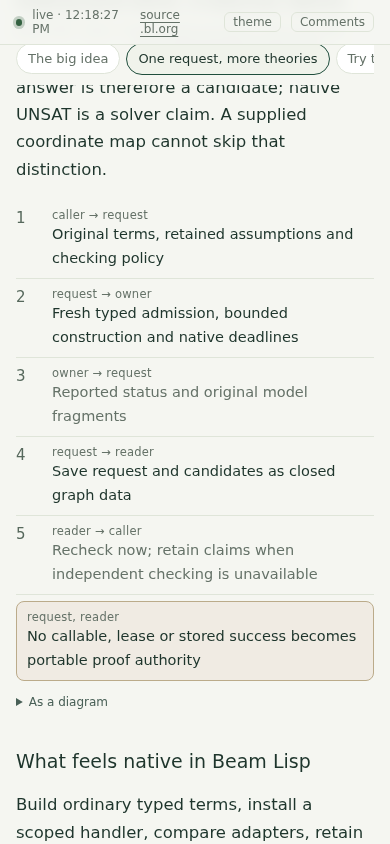 live · 12:18:27 PM
source.bl.org
theme
Comments
The big idea
One request, more theories
Try t
answer is therefore a candidate; native
UNSAT is a solver claim. A supplied
coordinate map cannot skip that
distinction.
1
caller → request
Original terms, retained assumptions and
checking policy
2
request → owner
Fresh typed admission, bounded
construction and native deadlines
3
owner → request
Reported status and original model
fragments
4
request → reader
Save request and candidates as closed
graph data
5
reader → caller
Recheck now; retain claims when
independent checking is unavailable
request, reader
No callable, lease or stored success becomes
portable proof authority
▶ As a diagram
What feels native in Beam Lisp
Build ordinary typed terms, install a
scoped handler, compare adapters, retain